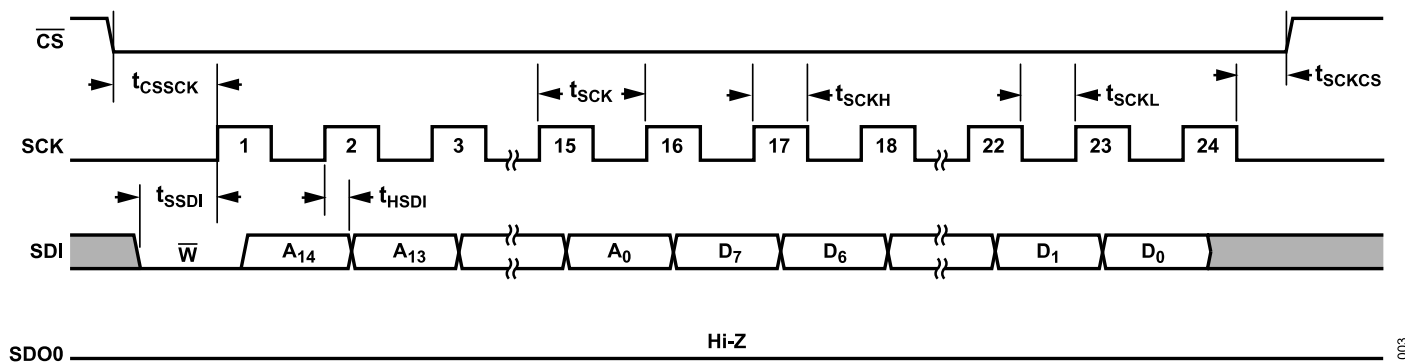 CS
tCSSCK
tSCK
tSCKH
tSCKL
tSCKCS
SCK 1 2 3 15 16 17 18 22 23 24
tSSDI
tHSDI
SDI W A14 A13 A0 D7 D6 D1 D0
Hi-Z
SDO0
003